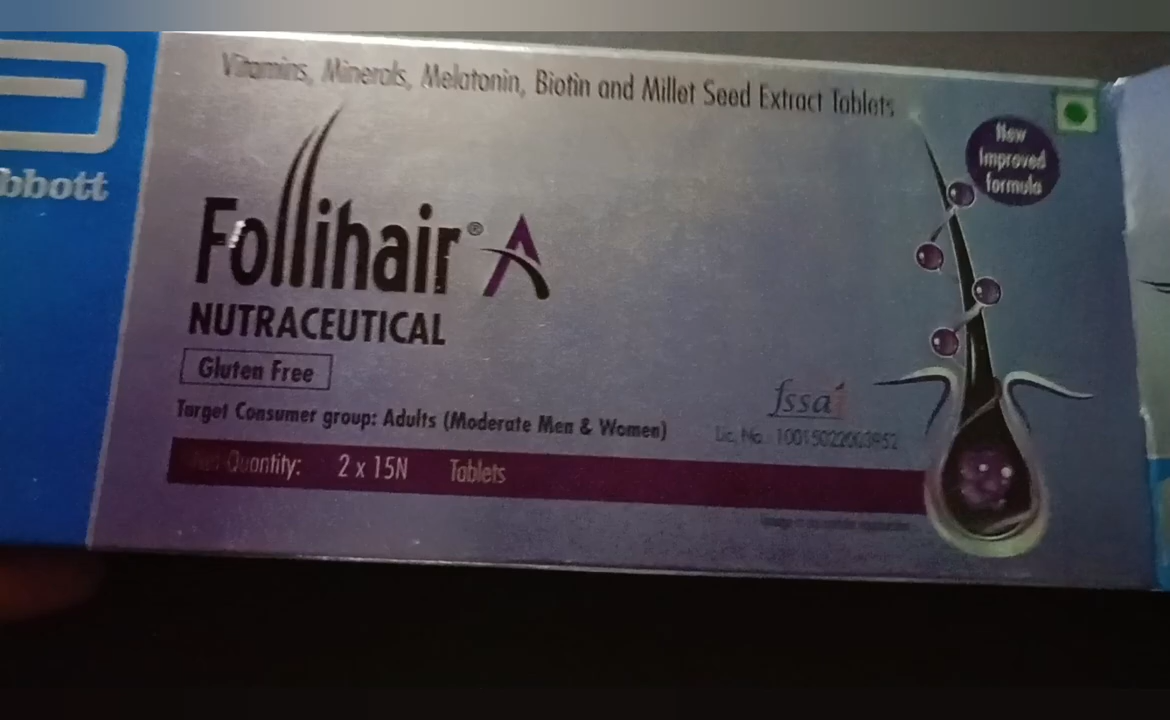 Vitamins, Minerals, Melatonin, Biotin and Millet Seed Extract Tablets
New
Improved
formula
bbott
Follihair® A
NUTRACEUTICAL
Gluten Free
Target Consumer group: Adults (Moderate Men & Women)
fssai
Lic. No. 10015022003952
Quantity: 2 x 15N Tablets